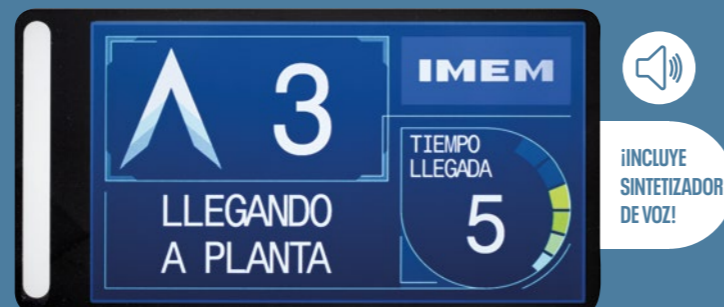 3
IMEM
LLEGANDO
A PLANTA
TIEMPO
LLEGADA
5
¡INCLUYE
SINTETIZADOR
DE VOZ!